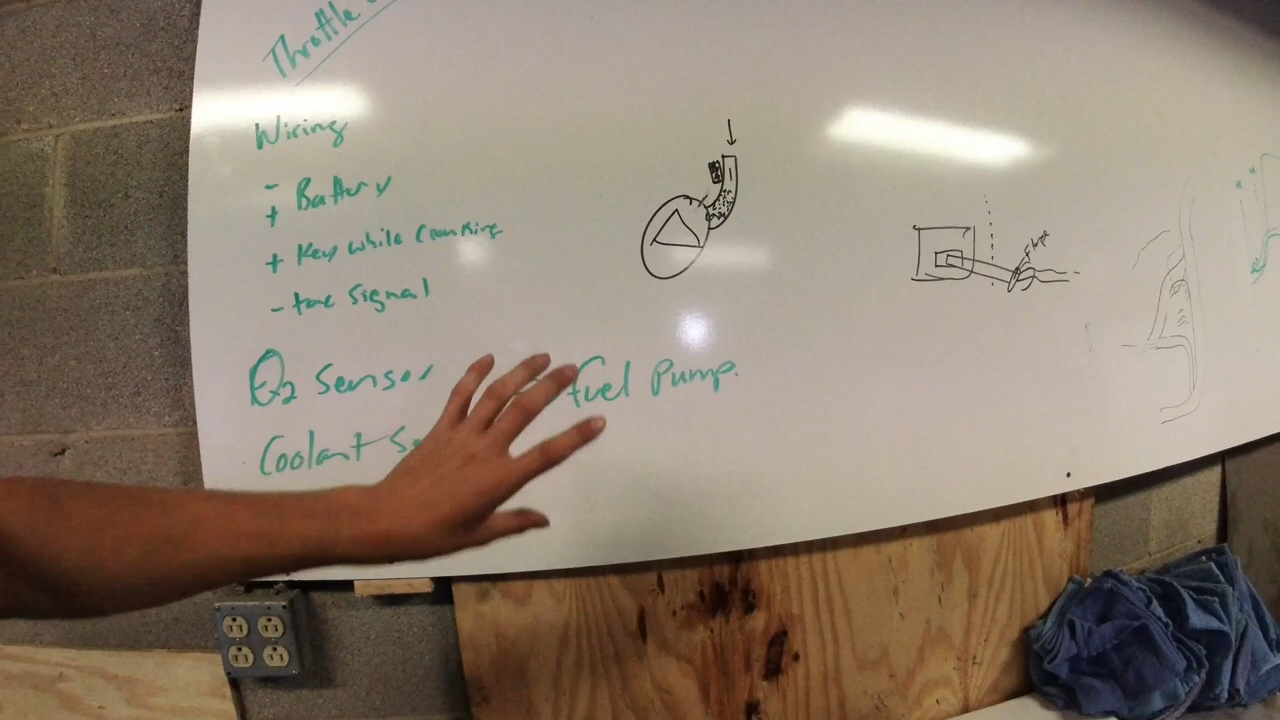 Throttle
Wiring
- Battery
+
+ Key while Cranking
- tac Signal
O2 Sensor
Fuel Pump.
Coolant